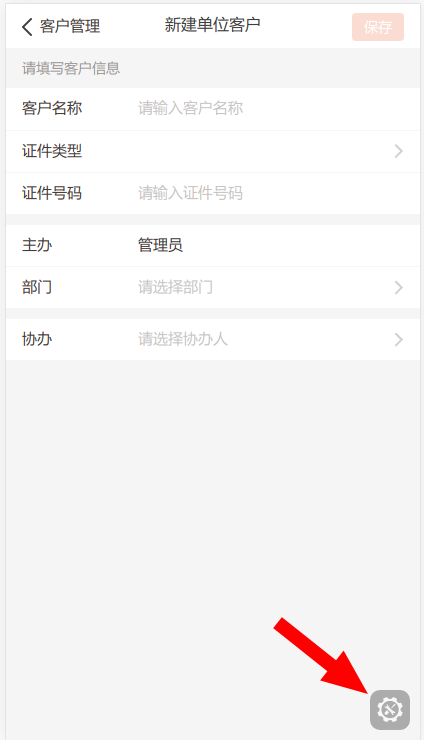 客户管理 新建单位客户 保存
请填写客户信息
客户名称 请输入客户名称
证件类型
证件号码 请输入证件号码
主办 管理员
部门 请选择部门
协办 请选择协办人